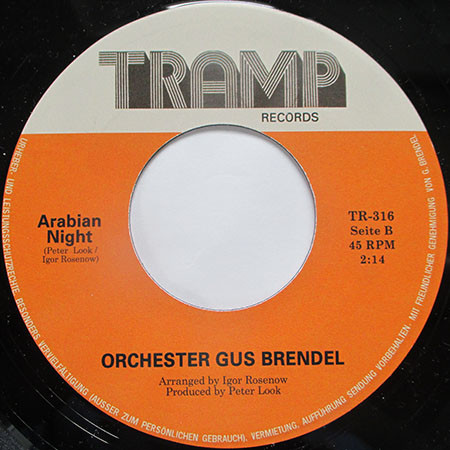 TRAMP
RECORDS
Arabian
Night
(Peter Look /
Igor Rosenow)
TR-316
Seite B
45 RPM
2:14
ORCHESTER GUS BRENDEL
Arranged by Igor Rosenow
Produced by Peter Look
URHEBER- UND LEISTUNGSSCHUTZRECHTE, BESONDERS VERVIELFÄLTIGUNG (AUSSER ZUM PERSÖNLICHEN GEBRAUCH), VERMIETUNG, AUFFÜHRUNG SENDUNG VORBEHALTEN. MIT FREUNDLICHER GENEHMIGUNG VON G. BRENDEL